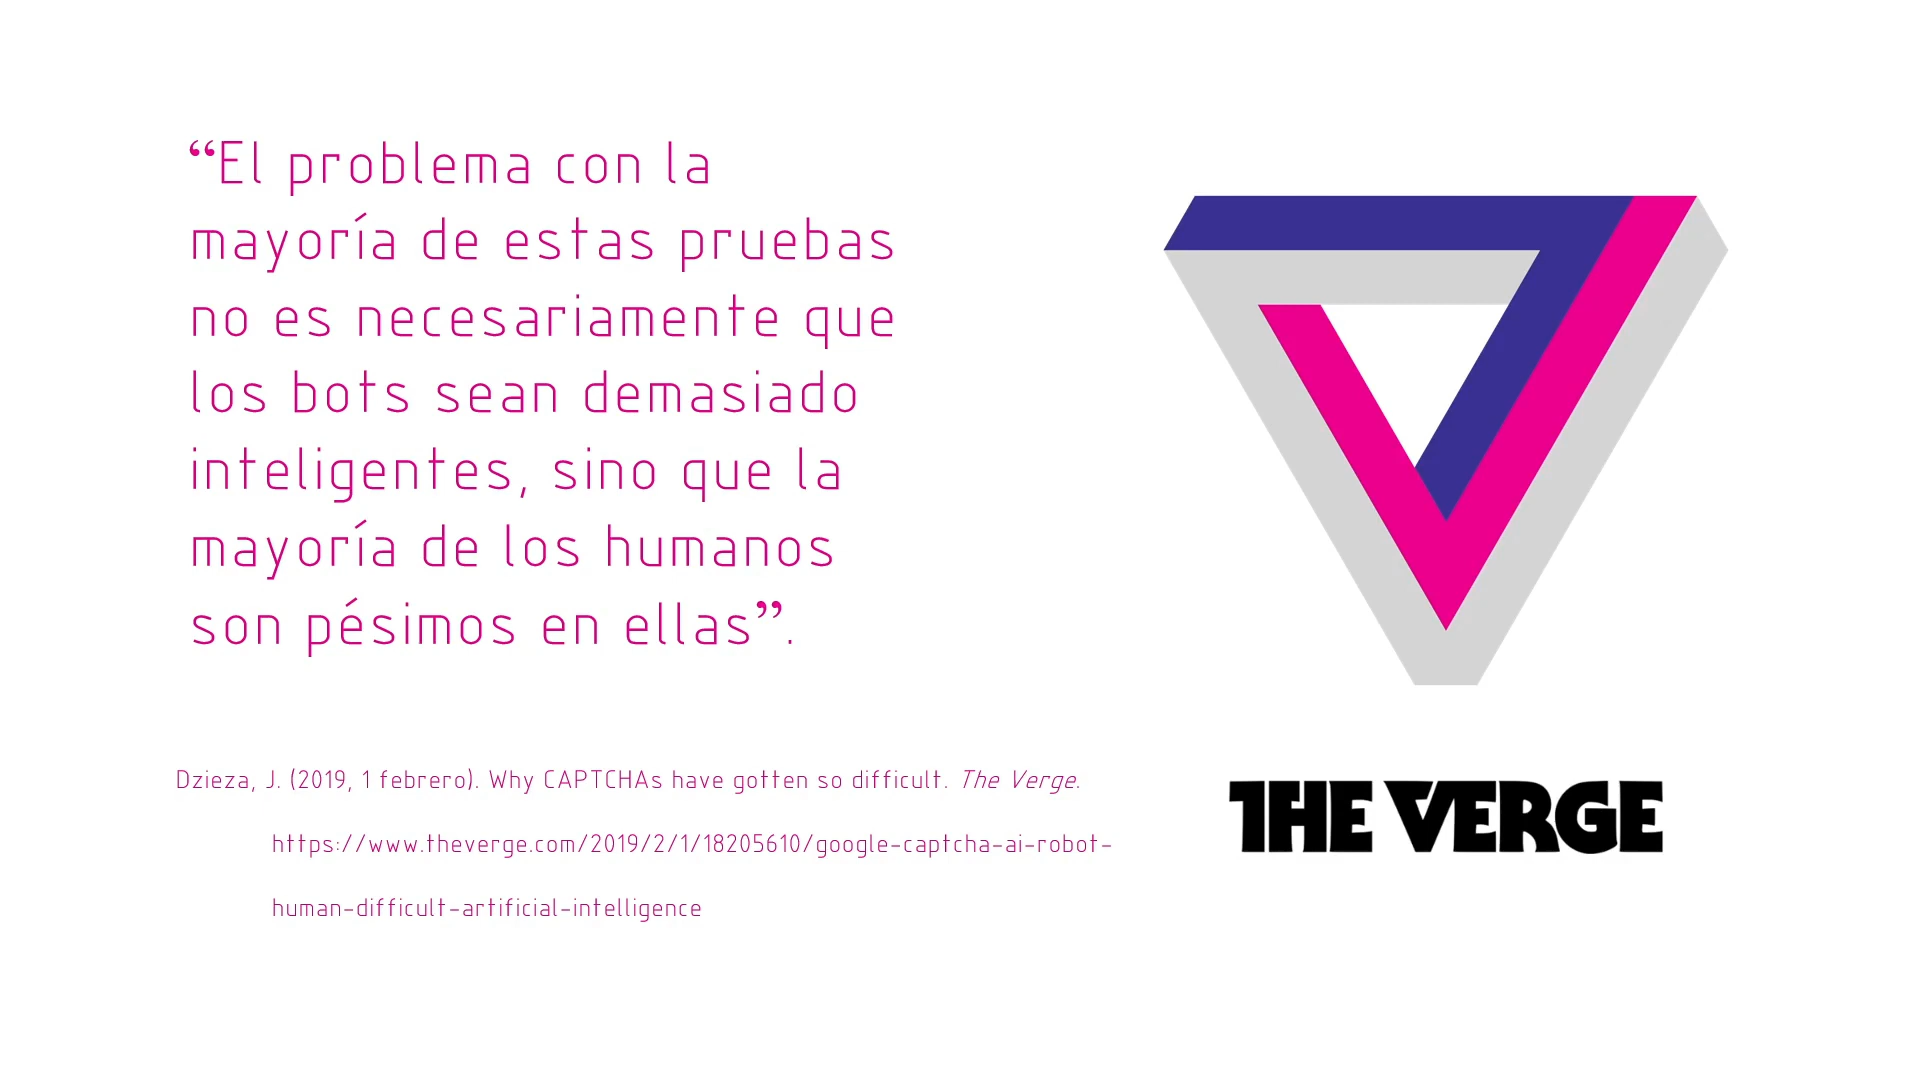 “El problema con la
mayoría de estas pruebas
no es necesariamente que
los bots sean demasiado
inteligentes, sino que la
mayoría de los humanos
son pésimos en ellas”.
Dzieza, J. (2019, 1 febrero). Why CAPTCHAs have gotten so difficult. The Verge.
https://www.theverge.com/2019/2/1/18205610/google-captcha-ai-robot-
human-difficult-artificial-intelligence
THE VERGE